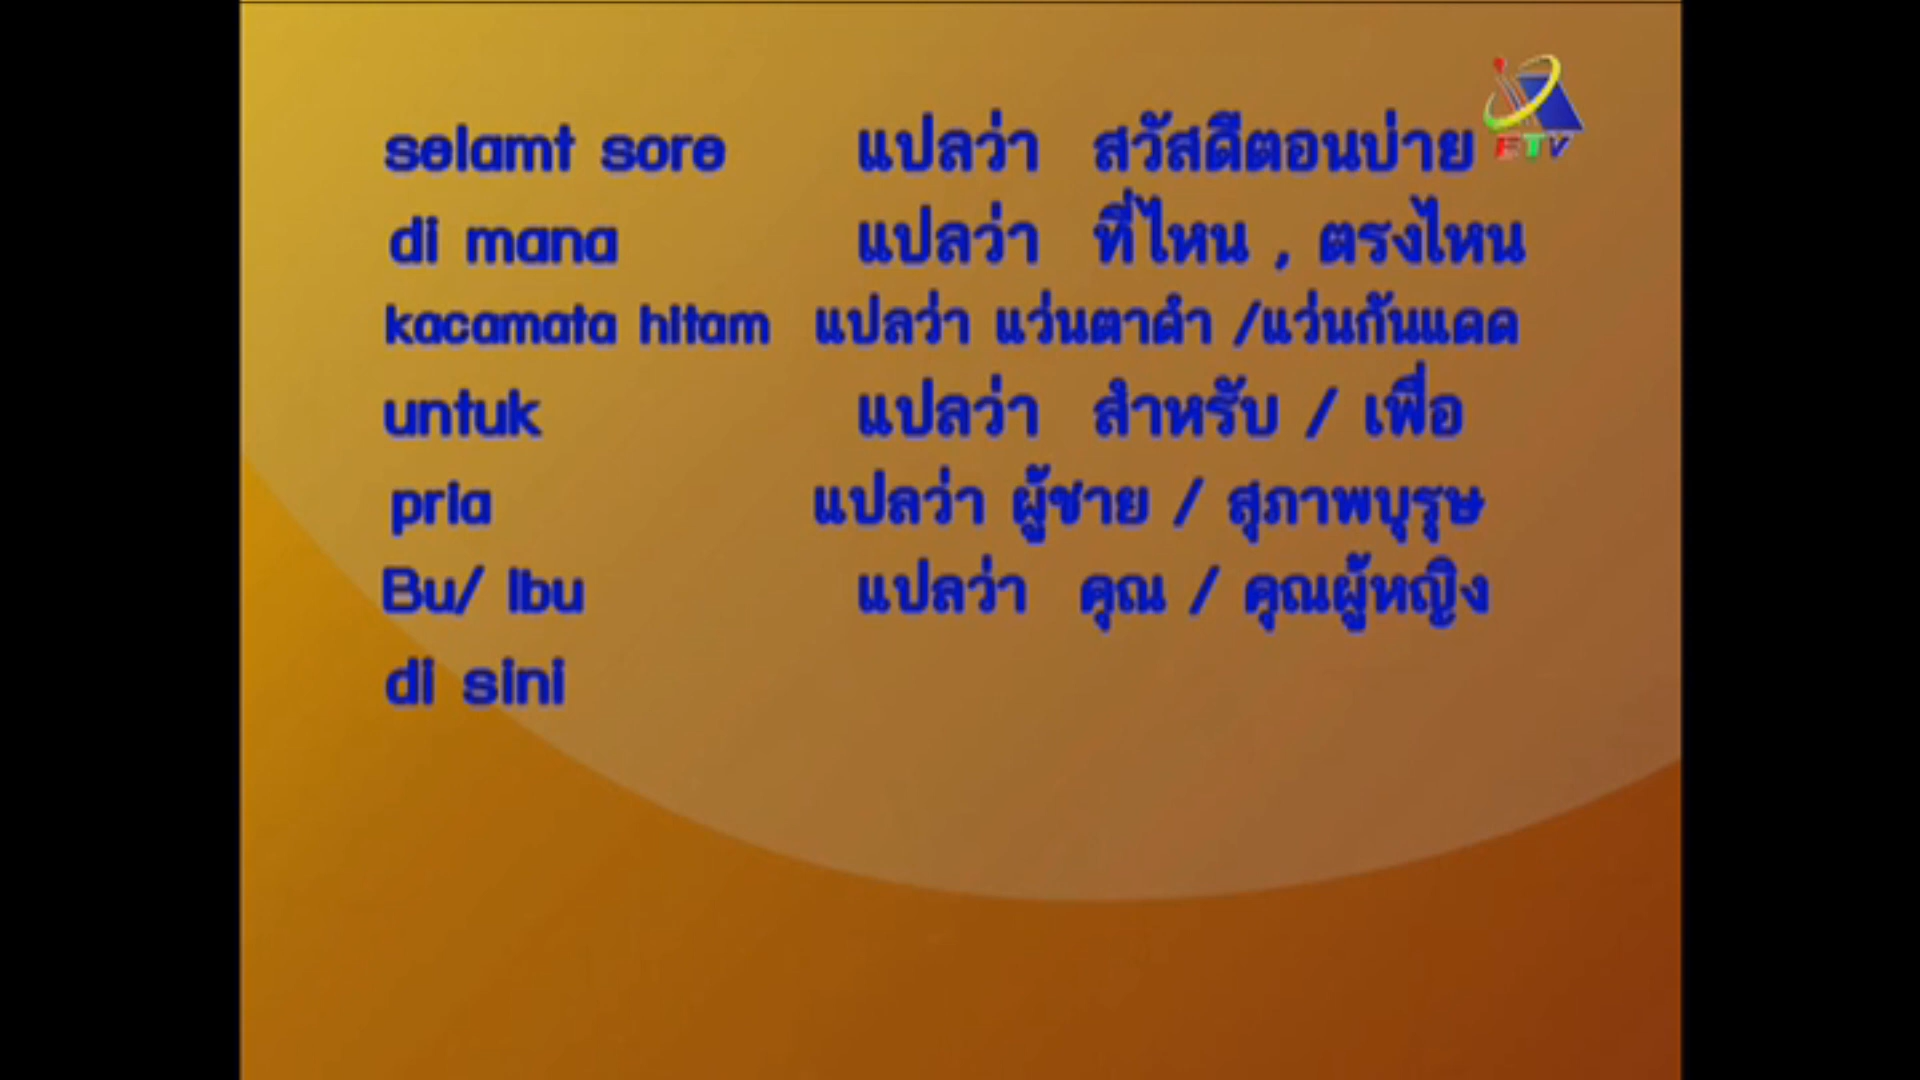 selamt sore แปลว่า สวัสดีตอนบ่าย
ETV
di mana แปลว่า ที่ไหน , ตรงไหน
kacamata hitam แปลว่า แว่นตาดำ /แว่นกันแดด
untuk แปลว่า สำหรับ / เพื่อ
pria แปลว่า ผู้ชาย / สุภาพบุรุษ
Bu/ Ibu แปลว่า คุณ / คุณผู้หญิง
di sini